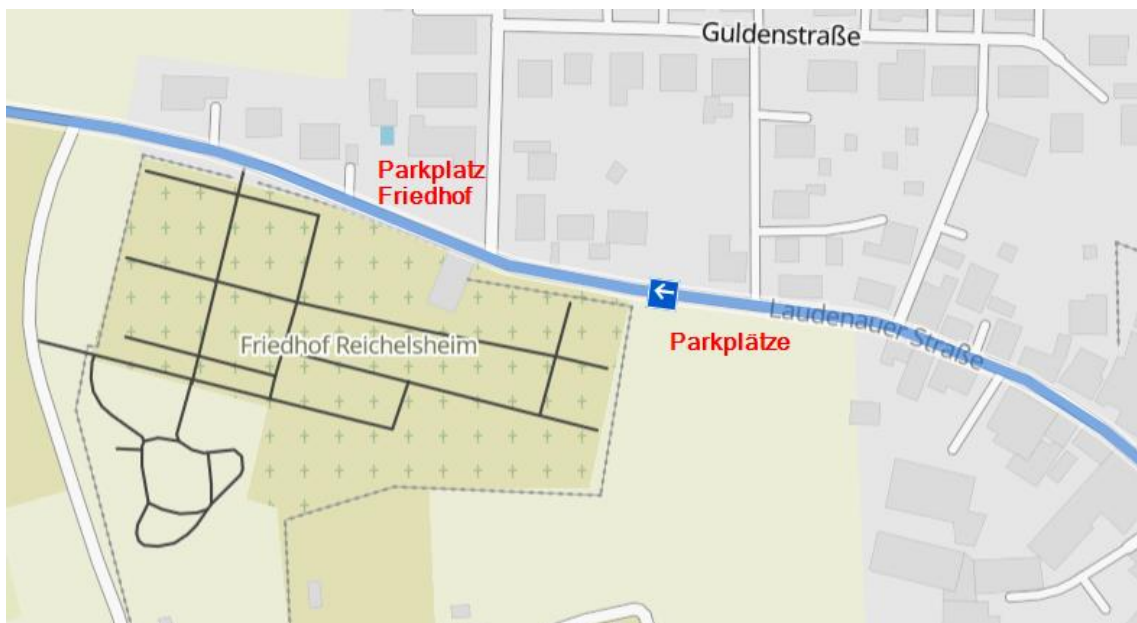 Guldenstraße
Parkplatz
Friedhof
Laudenauer Straße
Parkplätze
Friedhof Reichelsheim